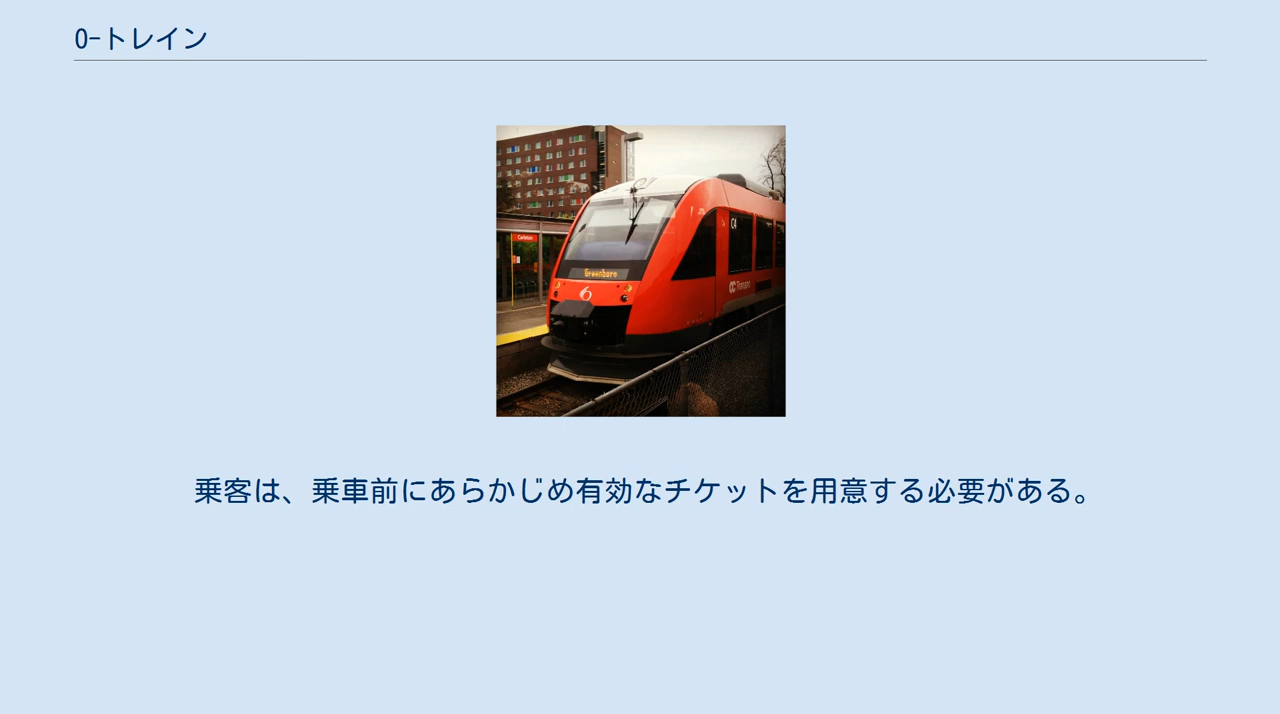 O-トレイン
Carleton
C4
Greenboro
OC Transpo
6
乗客は、乗車前にあらかじめ有効なチケットを用意する必要がある。